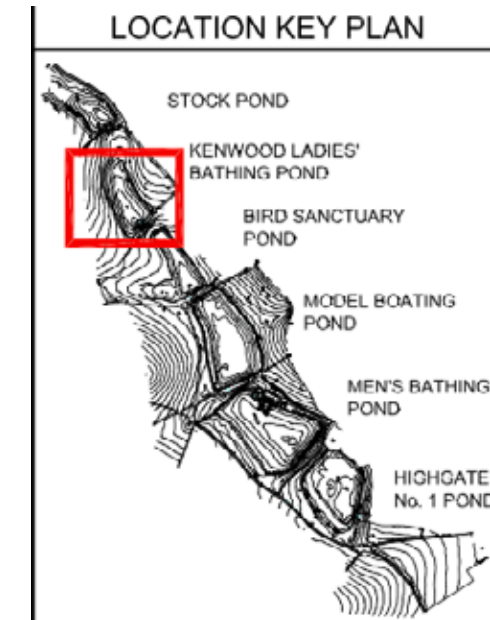 LOCATION KEY PLAN
STOCK POND
KENWOOD LADIES'
BATHING POND
BIRD SANCTUARY
POND
MODEL BOATING
POND
MEN'S BATHING
POND
HIGHGATE
No. 1 POND